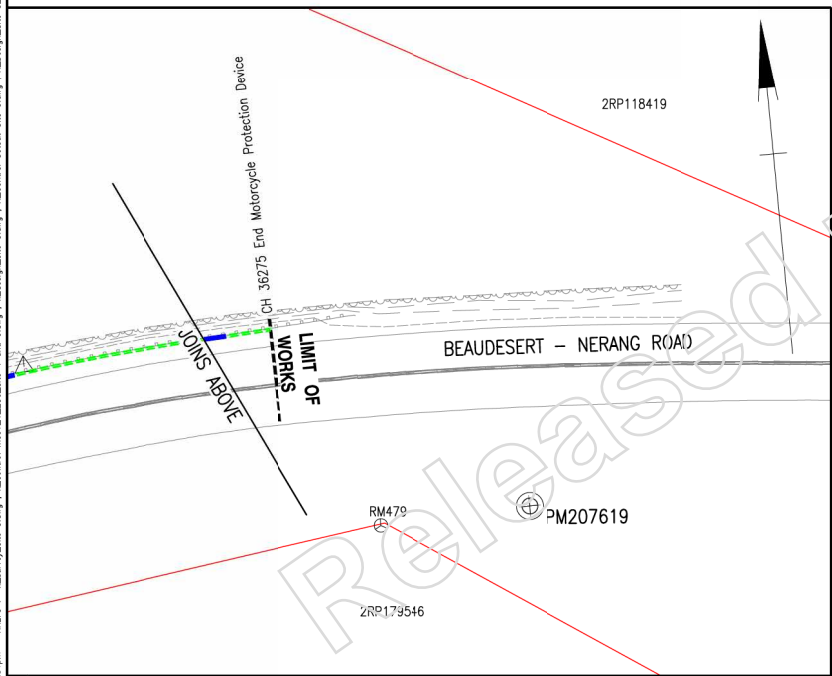 2RP118419
CH 36275 End Motorcycle Protection Device
JOINS ABOVE
LIMIT OF
WORKS
BEAUDESERT – NERANG ROAD
RM479
PM207619
2RP179546
Released